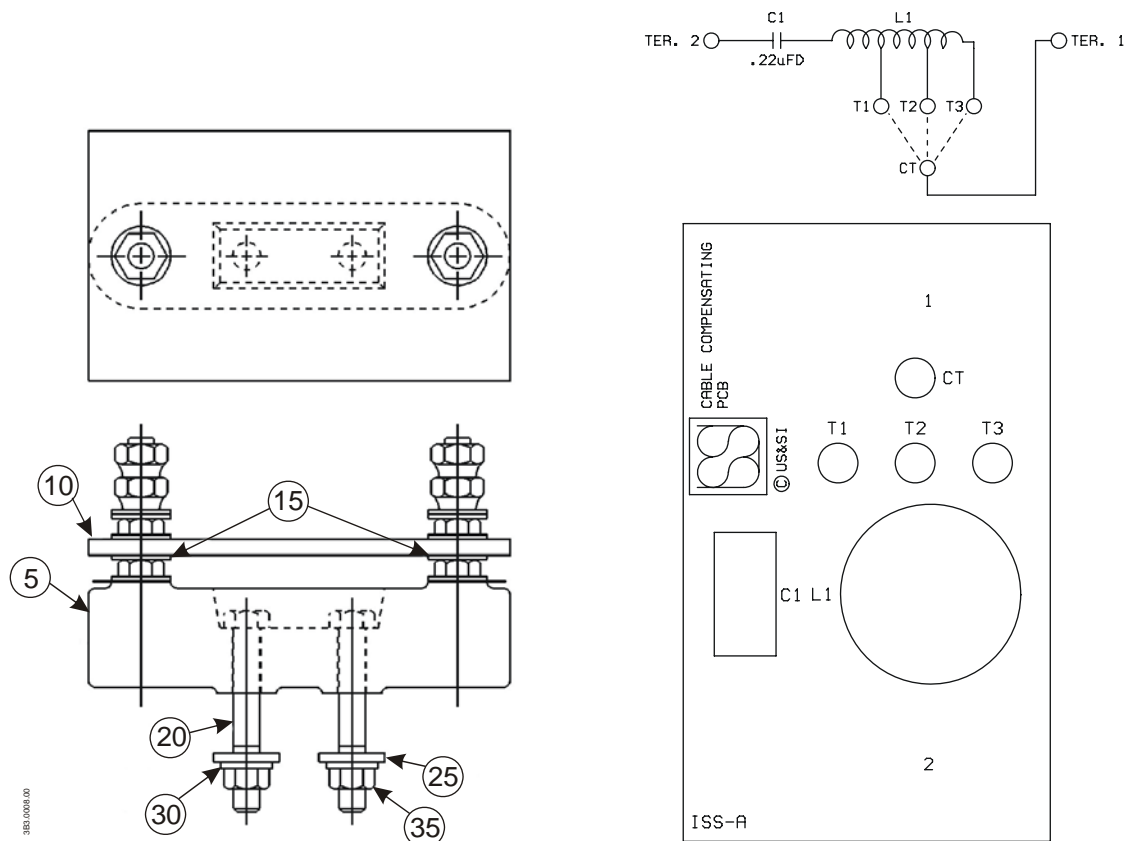 C1
L1
TER. 2
TER. 1
.22uFD
T1
T2
T3
CT
10
15
5
20
25
30
35
3B3.0008.00
CABLE COMPENSATING
PCB
© US&SI
1
CT
T1
T2
T3
C1
L1
2
ISS-A